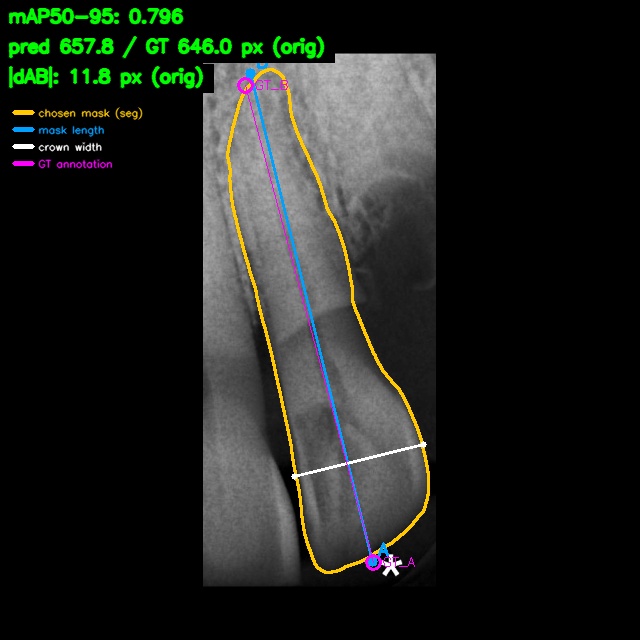 mAP50-95: 0.796
pred 657.8 / GT 646.0 px (orig)
|dAB|: 11.8 px (orig)
chosen mask (seg)
mask length
crown width
GT annotation
GT_B
A